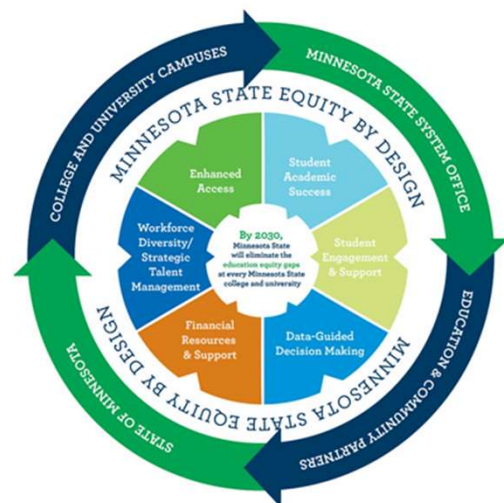 COLLEGE AND UNIVERSITY CAMPUSES
MINNESOTA STATE SYSTEM OFFICE
EDUCATION & COMMUNITY PARTNERS
STATE OF MINNESOTA
MINNESOTA STATE EQUITY BY DESIGN
MINNESOTA STATE EQUITY BY DESIGN
Enhanced
Access
Student
Academic
Success
Student
Engagement
& Support
Data-Guided
Decision Making
Financial
Resources
& Support
Workforce
Diversity/
Strategic
Talent
Management
By 2030,
Minnesota State
will eliminate the
education equity gaps
at every Minnesota State
college and university